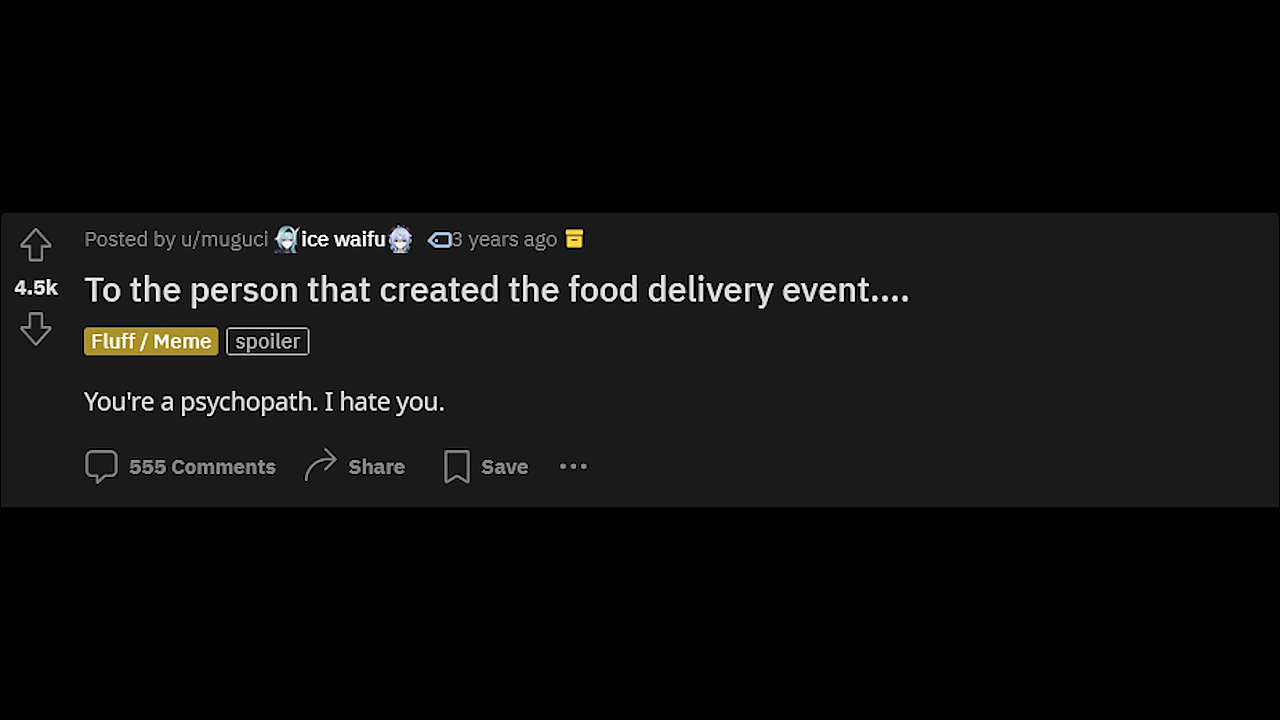 Posted by u/muguci ice waifu 3 years ago
4.5k
To the person that created the food delivery event....
Fluff / Meme spoiler
You're a psychopath. I hate you.
555 Comments Share Save